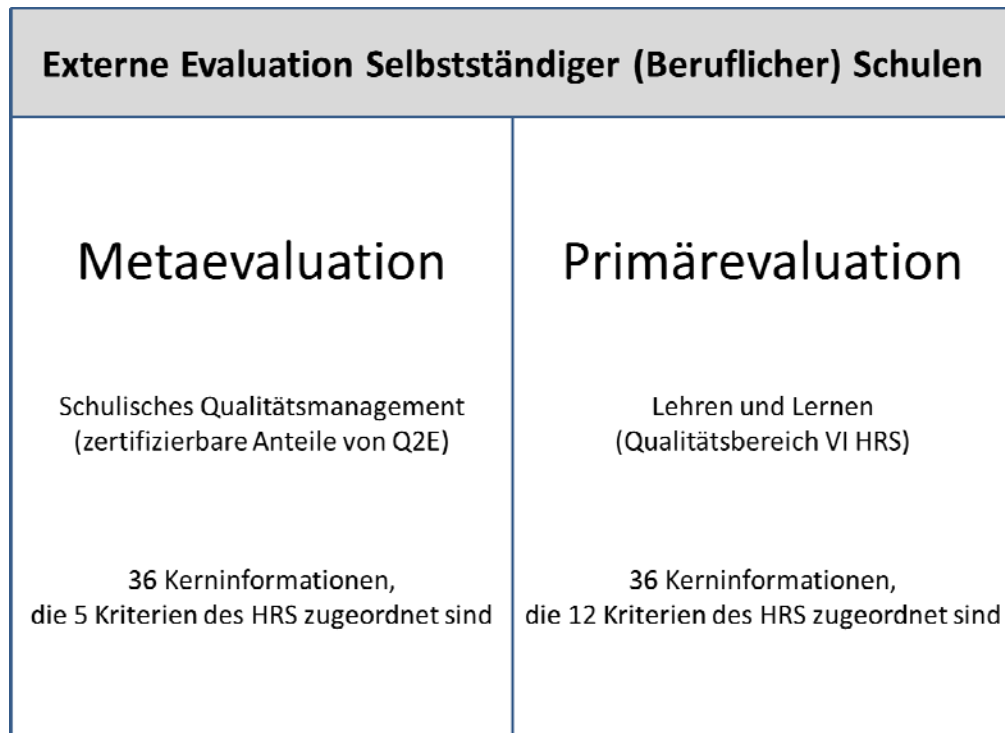 Externe Evaluation Selbstständiger (Beruflicher) Schulen
Metaevaluation
Schulisches Qualitätsmanagement
(zertifizierbare Anteile von Q2E)
36 Kerninformationen,
die 5 Kriterien des HRS zugeordnet sind
Primärevaluation
Lehren und Lernen
(Qualitätsbereich VI HRS)
36 Kerninformationen,
die 12 Kriterien des HRS zugeordnet sind